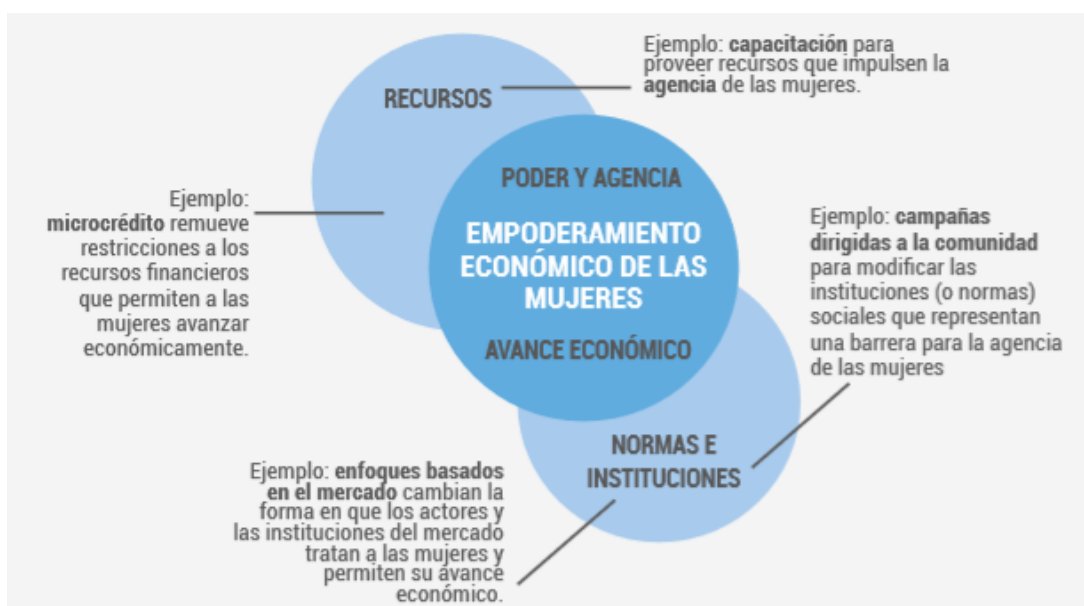 Ejemplo: capacitación para
proveer recursos que impulsen la
agencia de las mujeres.
RECURSOS
PODER Y AGENCIA
EMPODERAMIENTO
ECONÓMICO DE LAS
MUJERES
AVANCE ECONÓMICO
Ejemplo:
microcrédito remueve
restricciones a los
recursos financieros
que permiten a las
mujeres avanzar
económicamente.
Ejemplo: campañas
dirigidas a la comunidad
para modificar las
instituciones (o normas)
sociales que representan
una barrera para la agencia
de las mujeres
NORMAS E
INSTITUCIONES
Ejemplo: enfoques basados
en el mercado cambian la
forma en que los actores y
las instituciones del mercado
tratan a las mujeres y
permiten su avance
económico.